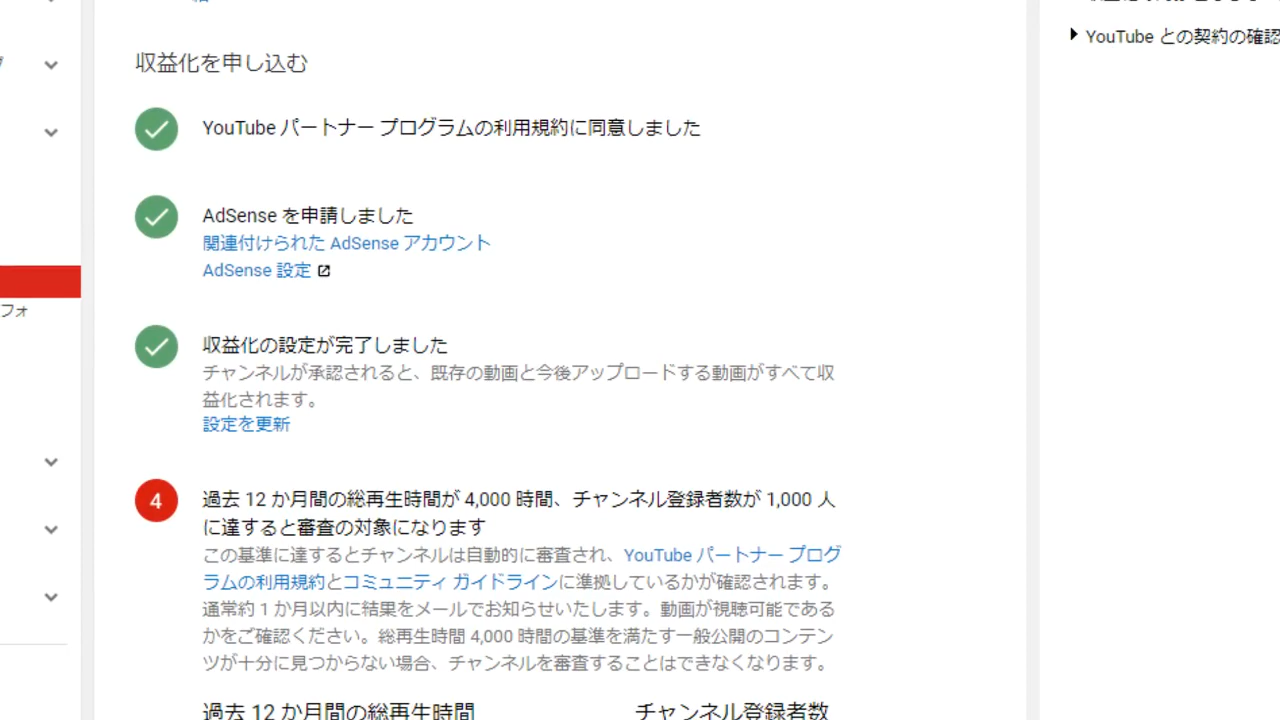 YouTube との契約の確認
収益化を申し込む
YouTube パートナー プログラムの利用規約に同意しました
AdSense を申請しました
関連付けられた AdSense アカウント
AdSense 設定
フォ
収益化の設定が完了しました
チャンネルが承認されると、既存の動画と今後アップロードする動画がすべて収
益化されます。
設定を更新
4
過去 12 か月間の総再生時間が 4,000 時間、チャンネル登録者数が 1,000 人
に達すると審査の対象になります
この基準に達するとチャンネルは自動的に審査され、YouTube パートナー プログ
ラムの利用規約とコミュニティ ガイドラインに準拠しているかが確認されます。
通常約 1 か月以内に結果をメールでお知らせいたします。動画が視聴可能である
かをご確認ください。総再生時間 4,000 時間の基準を満たす一般公開のコンテン
ツが十分に見つからない場合、チャンネルを審査することはできなくなります。
過去 12 か月間の総再生時間
チャンネル登録者数